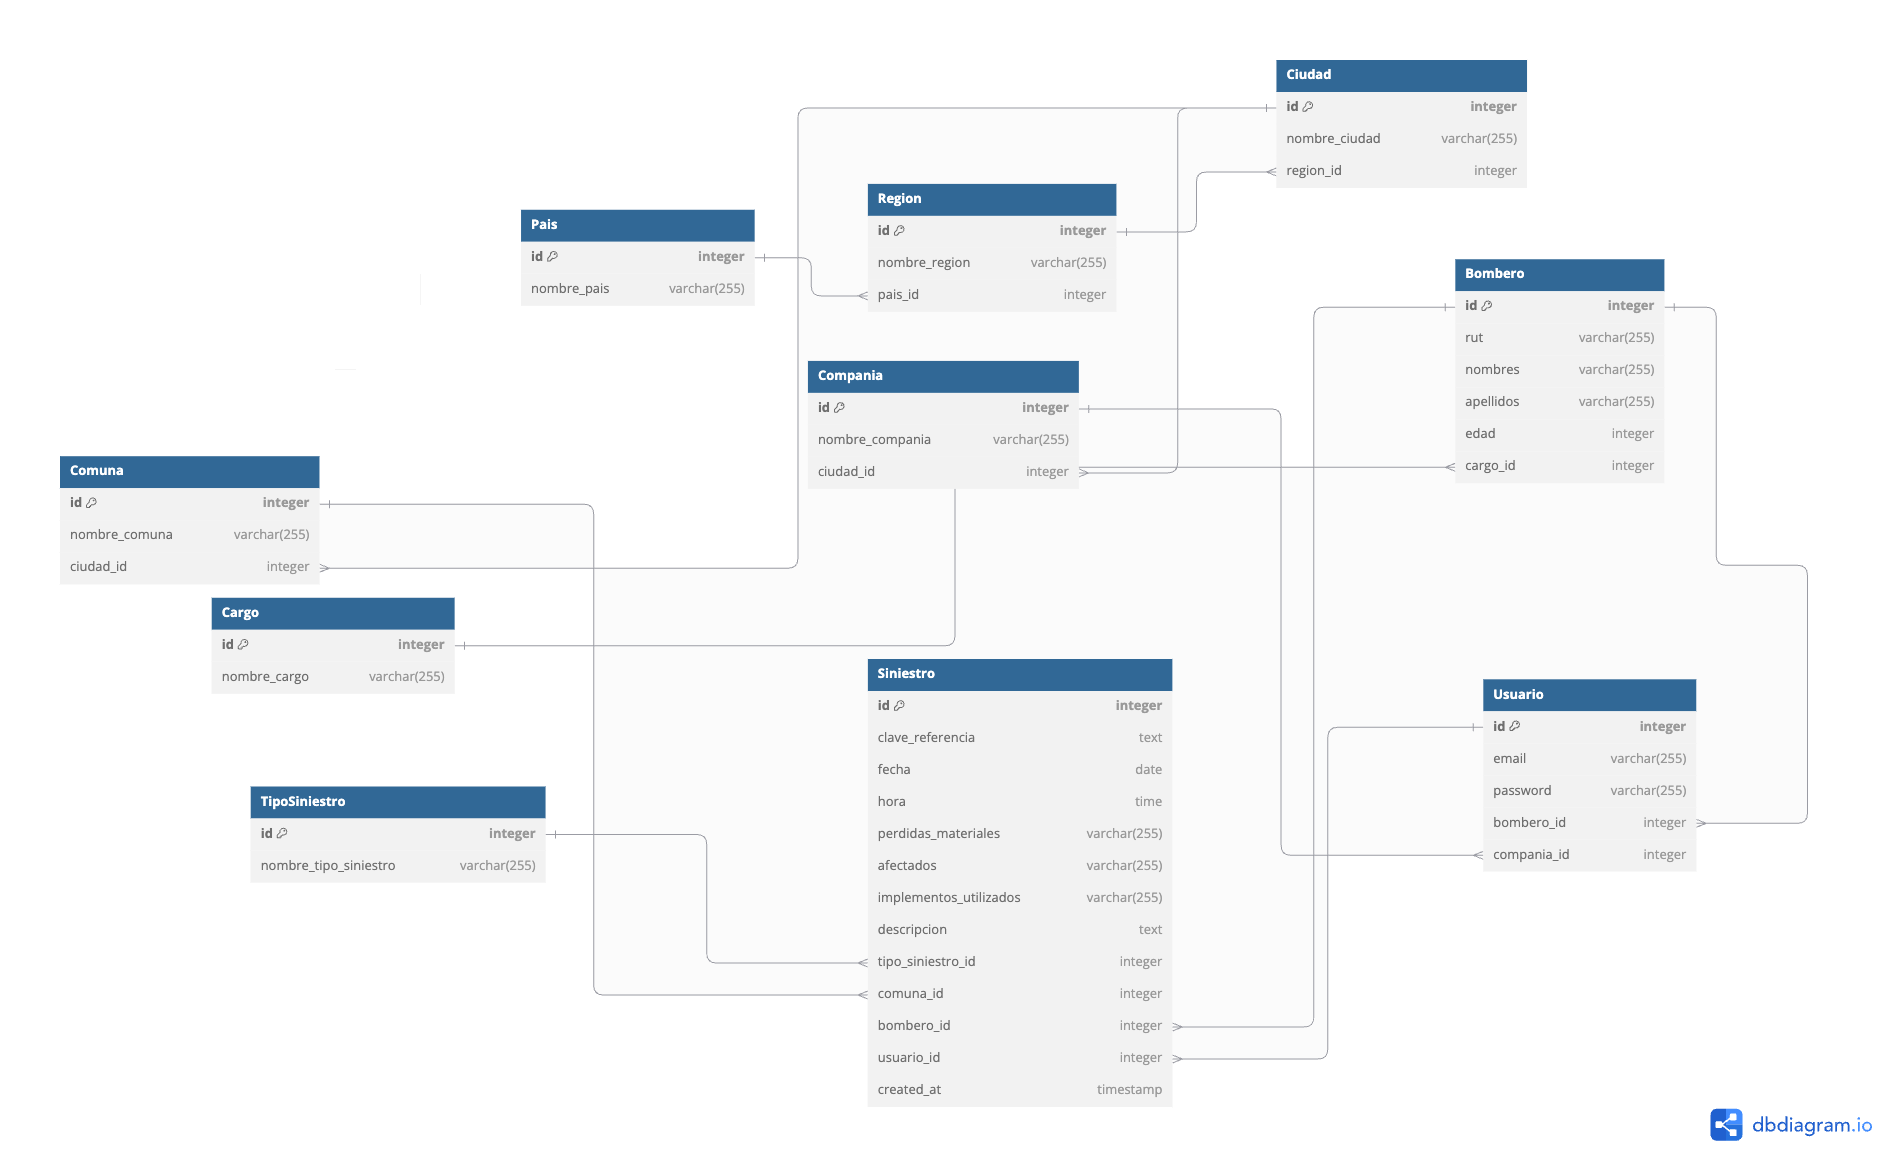 Ciudad
id integer
nombre_ciudad varchar(255)
region_id integer
Region
id integer
nombre_region varchar(255)
pais_id integer
Pais
id integer
nombre_pais varchar(255)
Bombero
id integer
rut varchar(255)
nombres varchar(255)
apellidos varchar(255)
edad integer
cargo_id integer
Compania
id integer
nombre_compania varchar(255)
ciudad_id integer
Comuna
id integer
nombre_comuna varchar(255)
ciudad_id integer
Cargo
id integer
nombre_cargo varchar(255)
Siniestro
id integer
clave_referencia text
fecha date
hora time
perdidas_materiales varchar(255)
afectados varchar(255)
implementos_utilizados varchar(255)
descripcion text
tipo_siniestro_id integer
comuna_id integer
bombero_id integer
usuario_id integer
created_at timestamp
Usuario
id integer
email varchar(255)
password varchar(255)
bombero_id integer
compania_id integer
TipoSiniestro
id integer
nombre_tipo_siniestro varchar(255)
dbdiagram.io